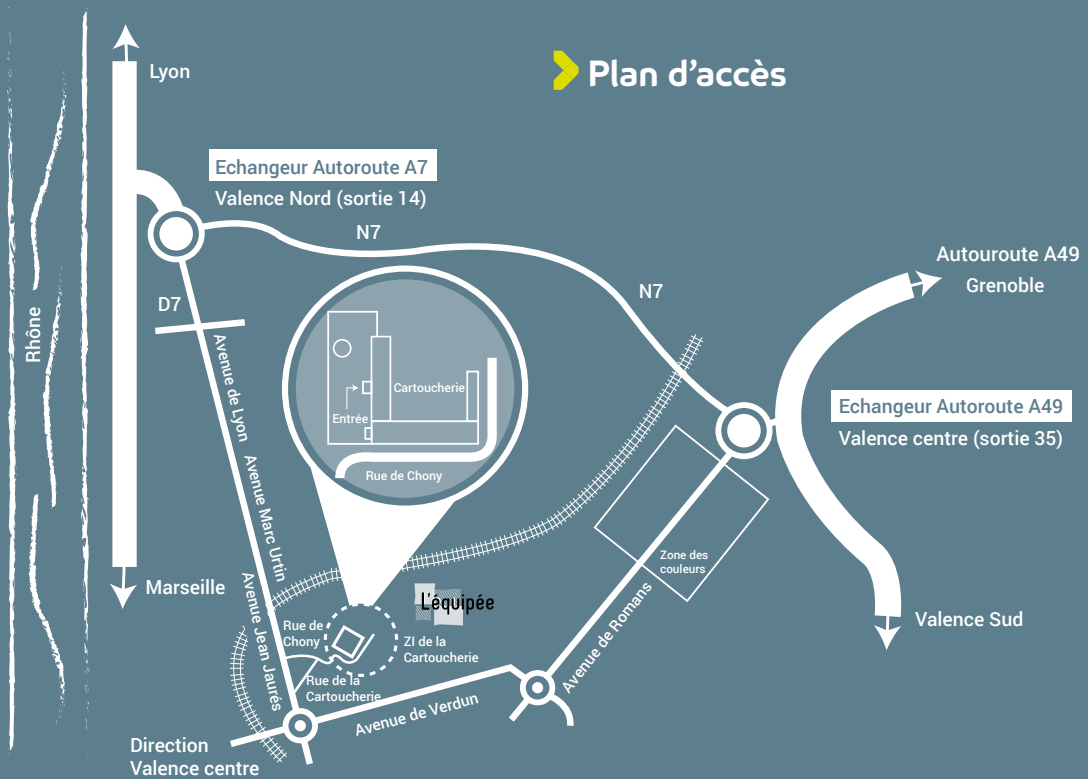 Plan d'accès
Lyon
Echangeur Autoroute A7
Valence Nord (sortie 14)
N7
N7
Autouroute A49
Grenoble
D7
Rhône
Avenue de Lyon
Cartoucherie
Entrée
Rue de Chony
Echangeur Autoroute A49
Valence centre (sortie 35)
Avenue Marc Urtin
Zone des
couleurs
Marseille
Avenue Jean Jaurés
L'équipée
Rue de
Chony
ZI de la
Cartoucherie
Avenue de Romans
Valence Sud
Rue de la
Cartoucherie
Avenue de Verdun
Direction
Valence centre